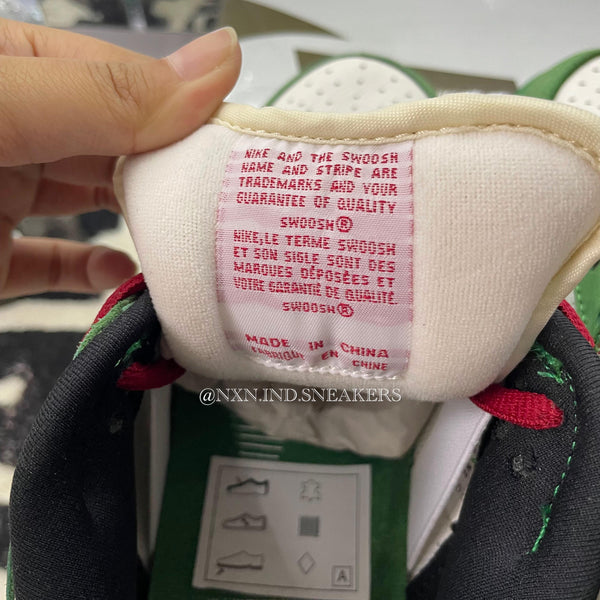 NIKE AND THE SWOOSH
NAME AND STRIPE ARE
TRADEMARKS AND YOUR
GUARANTEE OF QUALITY
SWOOSH®
NIKE,LE TERME SWOOSH
ET SON SIGLE SONT DES
MARQUES DÉPOSÉES ET
VOTRE GARANTIE DE QUALITÉ.
SWOOSH®
MADE IN CHINA
FABRIQUÉ EN CHINE
@NXN.IND.SNEAKERS
A